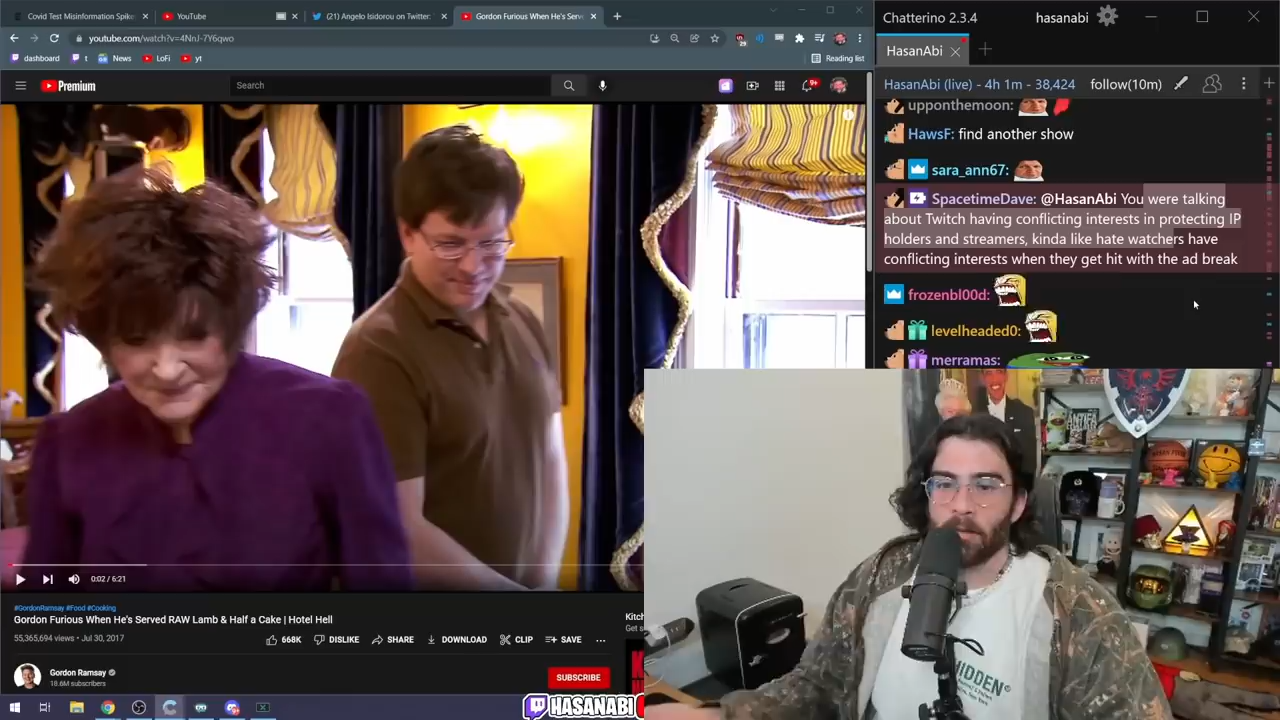 Covid Test Misinformation Spike
YouTube
(21) Angelo Isidorou on Twitter:
Gordon Furious When He's Serve
youtube.com/watch?v=4NnJ-7Y6qwo
dashboard
t
News
LoFi
yt
Reading list
Premium
Search
9+
0:02 / 6:21
#GordonRamsay #Food #Cooking
Gordon Furious When He's Served RAW Lamb & Half a Cake | Hotel Hell
55,365,694 views • Jul 30, 2017
668K
DISLIKE
SHARE
DOWNLOAD
CLIP
SAVE
Gordon Ramsay
18.6M subscribers
SUBSCRIBE
Kitch
Get s
HASANABI
Chatterino 2.3.4
hasanabi
HasanAbi
HasanAbi (live) - 4h 1m - 38,424
follow(10m)
upponthemoon:
HawsF: find another show
sara_ann67:
SpacetimeDave: @HasanAbi You were talking
about Twitch having conflicting interests in protecting IP
holders and streamers, kinda like hate watchers have
conflicting interests when they get hit with the ad break
frozenbl00d:
levelheaded0:
merramas:
HIDDEN